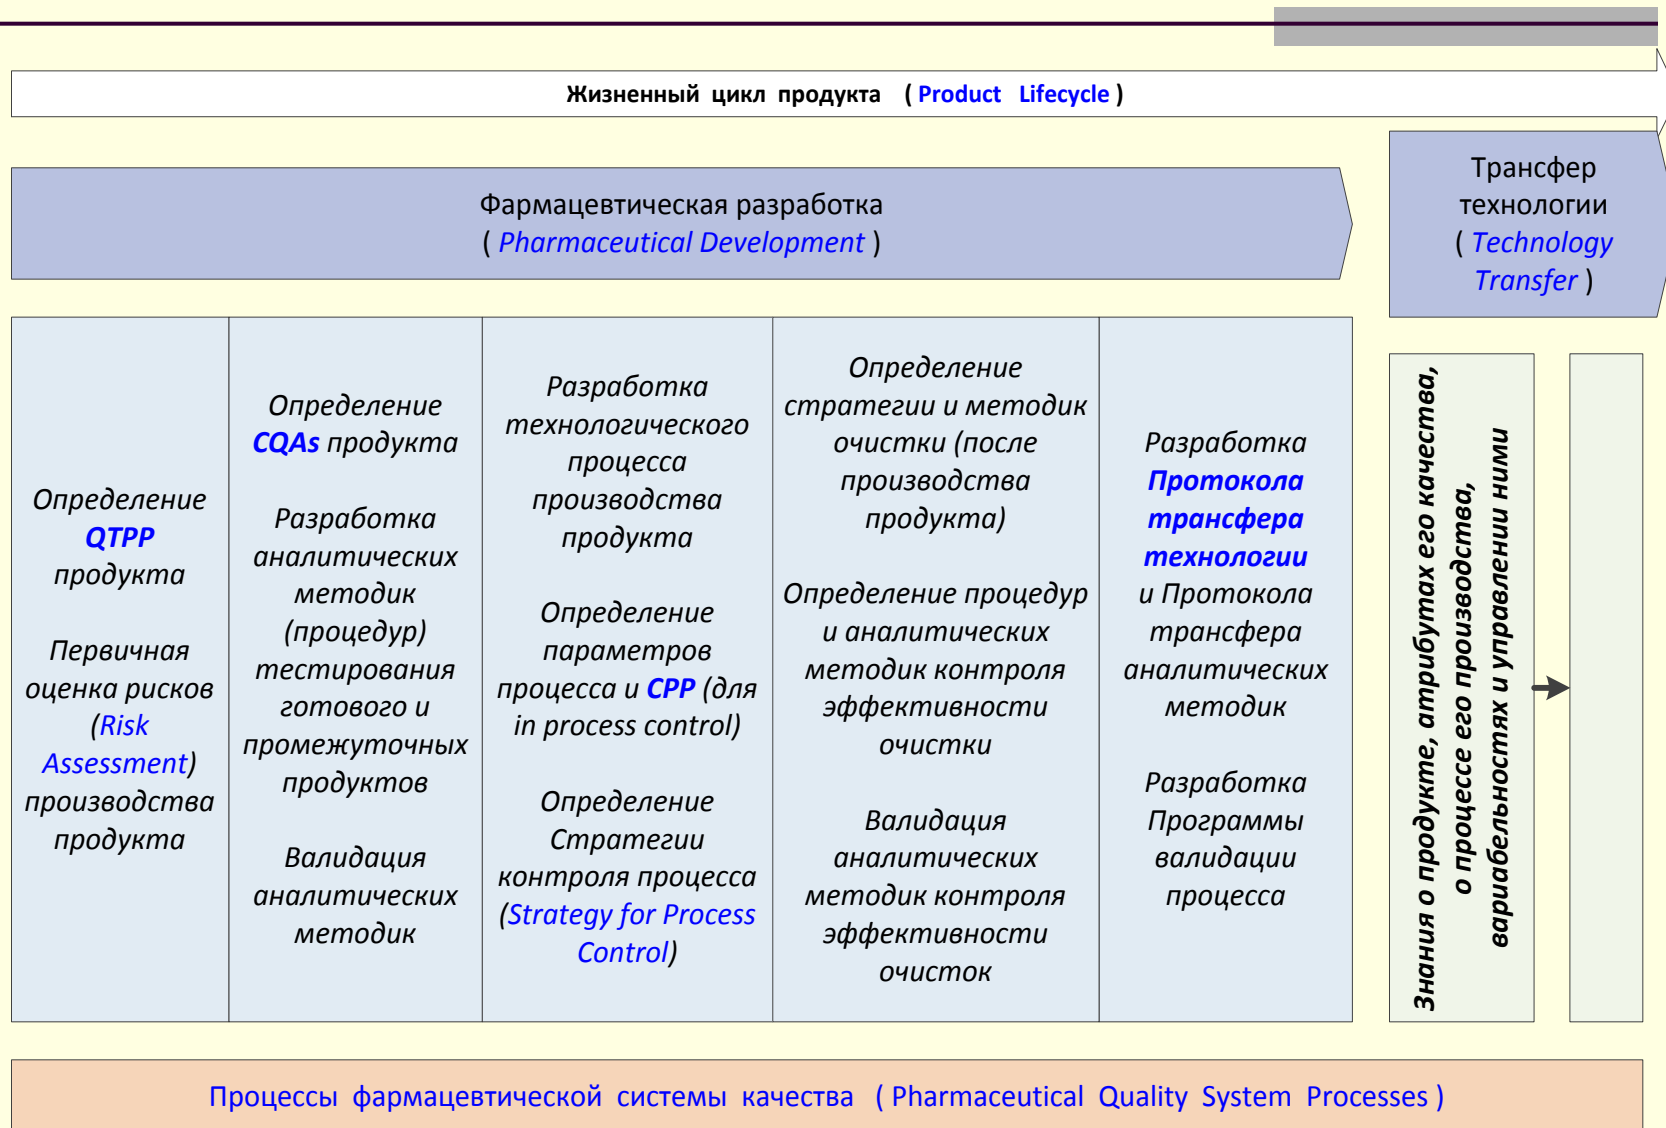 Жизненный цикл продукта ( Product Lifecycle )
Фармацевтическая разработка
( Pharmaceutical Development )
Трансфер
технологии
( Technology
Transfer )
Определение
QTPP
продукта
Первичная
оценка рисков
(Risk
Assessment)
производства
продукта
Определение
CQAs продукта
Разработка
аналитических
методик
(процедур)
тестирования
готового и
промежуточных
продуктов
Валидация
аналитических
методик
Разработка
технологического
процесса
производства
продукта
Определение
параметров
процесса и CPP (для
in process control)
Определение
Стратегии
контроля процесса
(Strategy for Process
Control)
Определение
стратегии и методик
очистки (после
производства
продукта)
Определение процедур
и аналитических
методик контроля
эффективности
очистки
Валидация
аналитических
методик контроля
эффективности
очисток
Разработка
Протокола
трансфера
технологии
и Протокола
трансфера
аналитических
методик
Разработка
Программы
валидации
процесса
Знания о продукте, атрибутах его качества,
о процессе его производства,
вариабельностях и управлении ними
Процессы фармацевтической системы качества ( Pharmaceutical Quality System Processes )